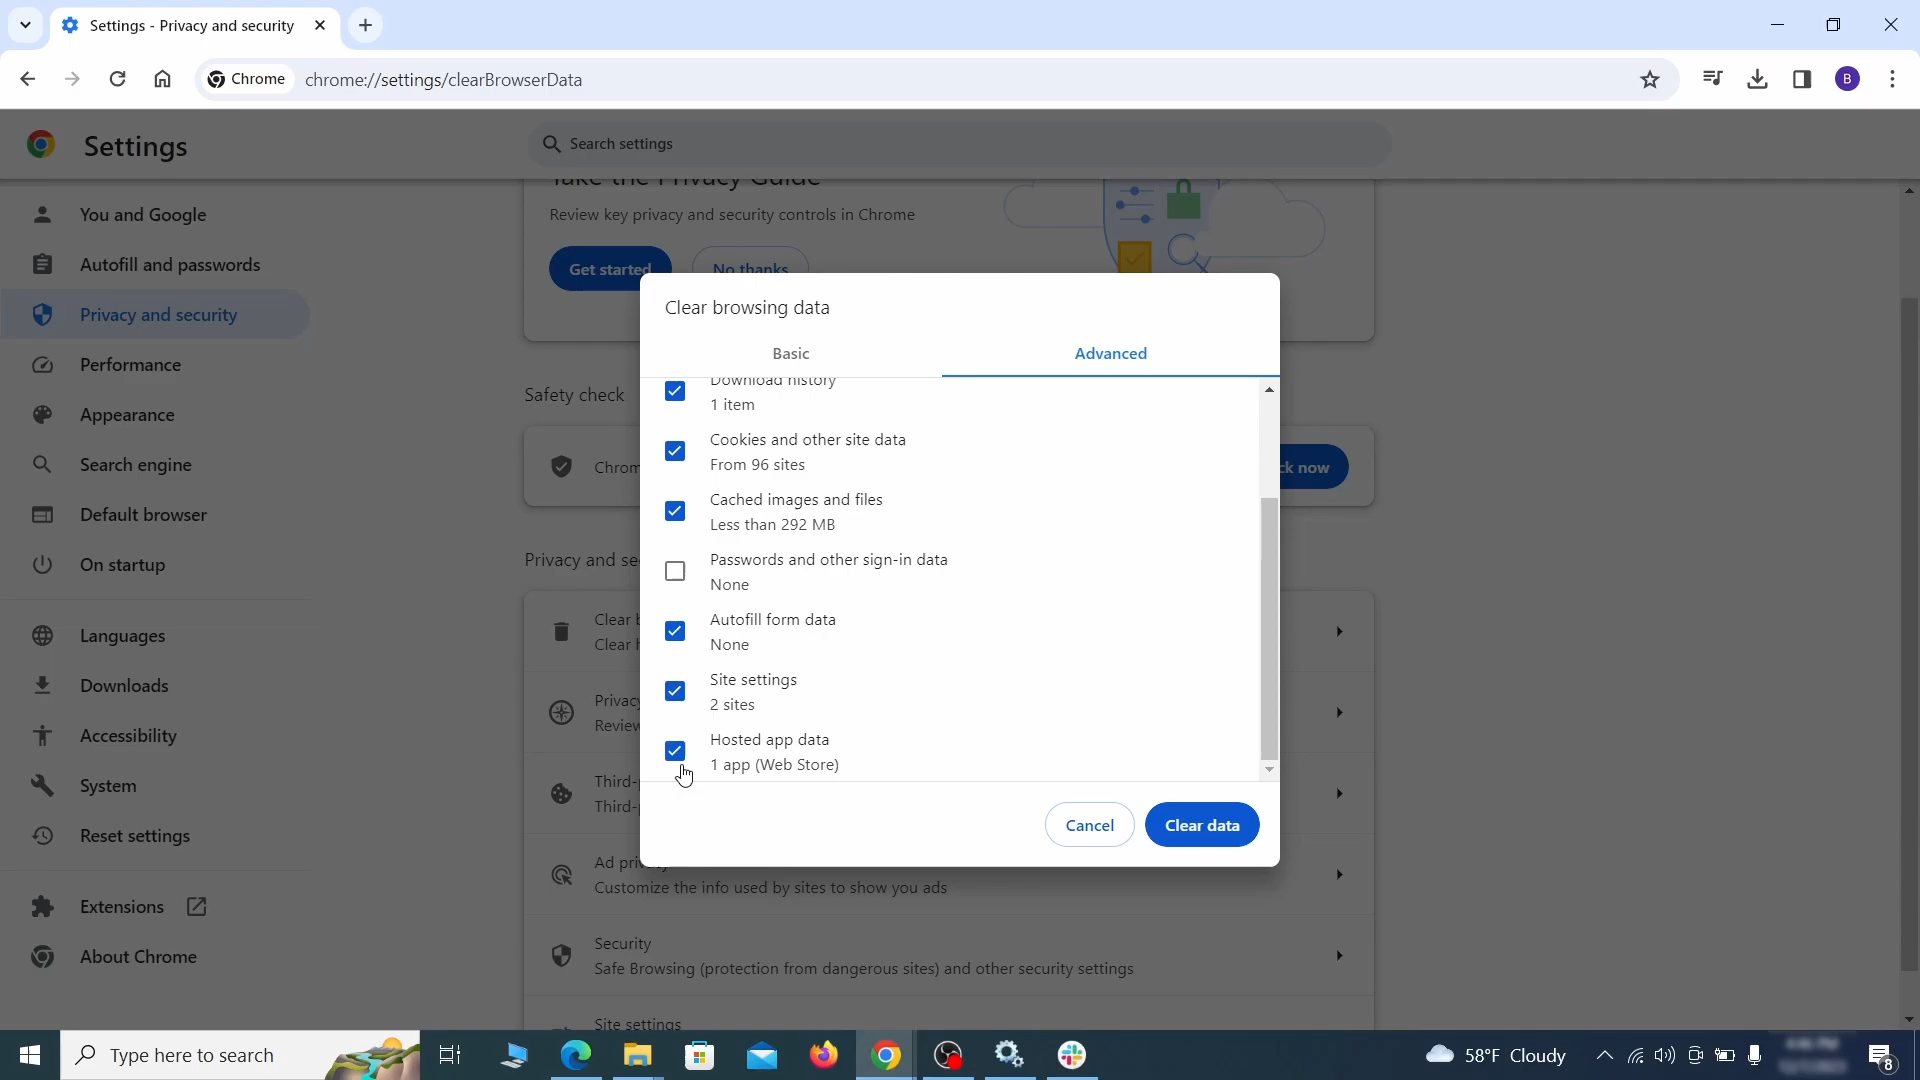 Settings - Privacy and security
Chrome
chrome://settings/clearBrowserData
B
Settings
Search settings
You and Google
Autofill and passwords
Privacy and security
Performance
Appearance
Search engine
Default browser
On startup
Languages
Downloads
Accessibility
System
Reset settings
Extensions
About Chrome
Take the Privacy Guide
Review key privacy and security controls in Chrome
Get started
No thanks
Safety check
Chrom
ck now
Privacy and se
Clear b
Clear h
Privacy
Review
Third-p
Third-p
Ad privacy
Customize the info used by sites to show you ads
Security
Safe Browsing (protection from dangerous sites) and other security settings
Site settings
Clear browsing data
Basic
Advanced
Download history
1 item
Cookies and other site data
From 96 sites
Cached images and files
Less than 292 MB
Passwords and other sign-in data
None
Autofill form data
None
Site settings
2 sites
Hosted app data
1 app (Web Store)
Cancel
Clear data
Type here to search
58°F Cloudy
8